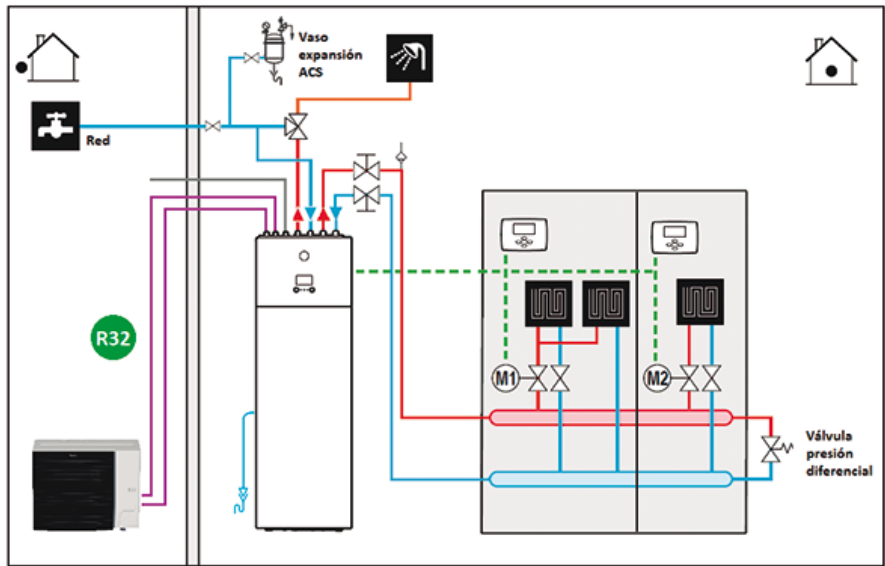 Vaso
expansión
ACS
Red
R32
M1
M2
Válvula
presión
diferencial